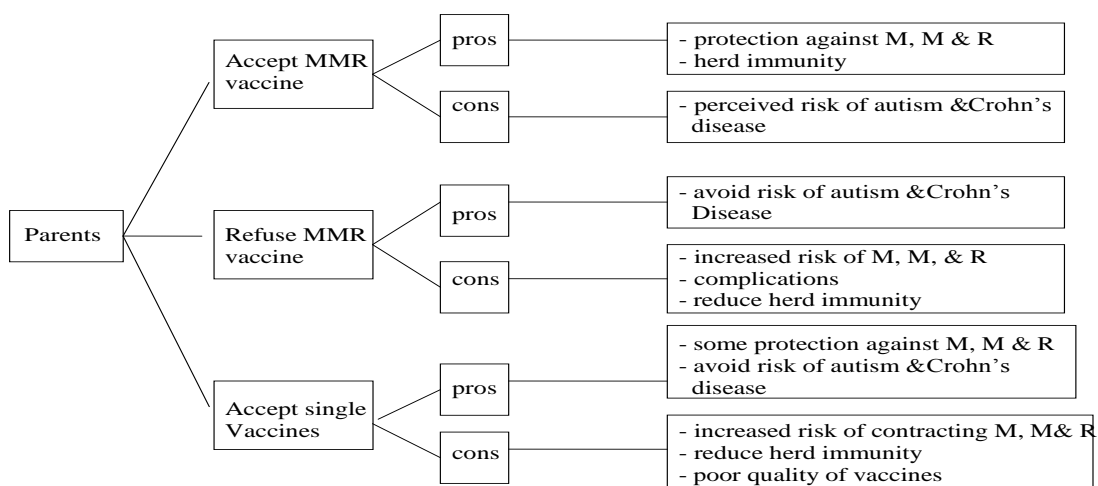 Parents
Accept MMR
vaccine
pros
- protection against M, M & R
- herd immunity
cons
- perceived risk of autism &Crohn's
disease
Refuse MMR
vaccine
pros
- avoid risk of autism &Crohn's
Disease
cons
- increased risk of M, M, & R
- complications
- reduce herd immunity
Accept single
Vaccines
pros
- some protection against M, M & R
- avoid risk of autism &Crohn's
disease
cons
- increased risk of contracting M, M& R
- reduce herd immunity
- poor quality of vaccines